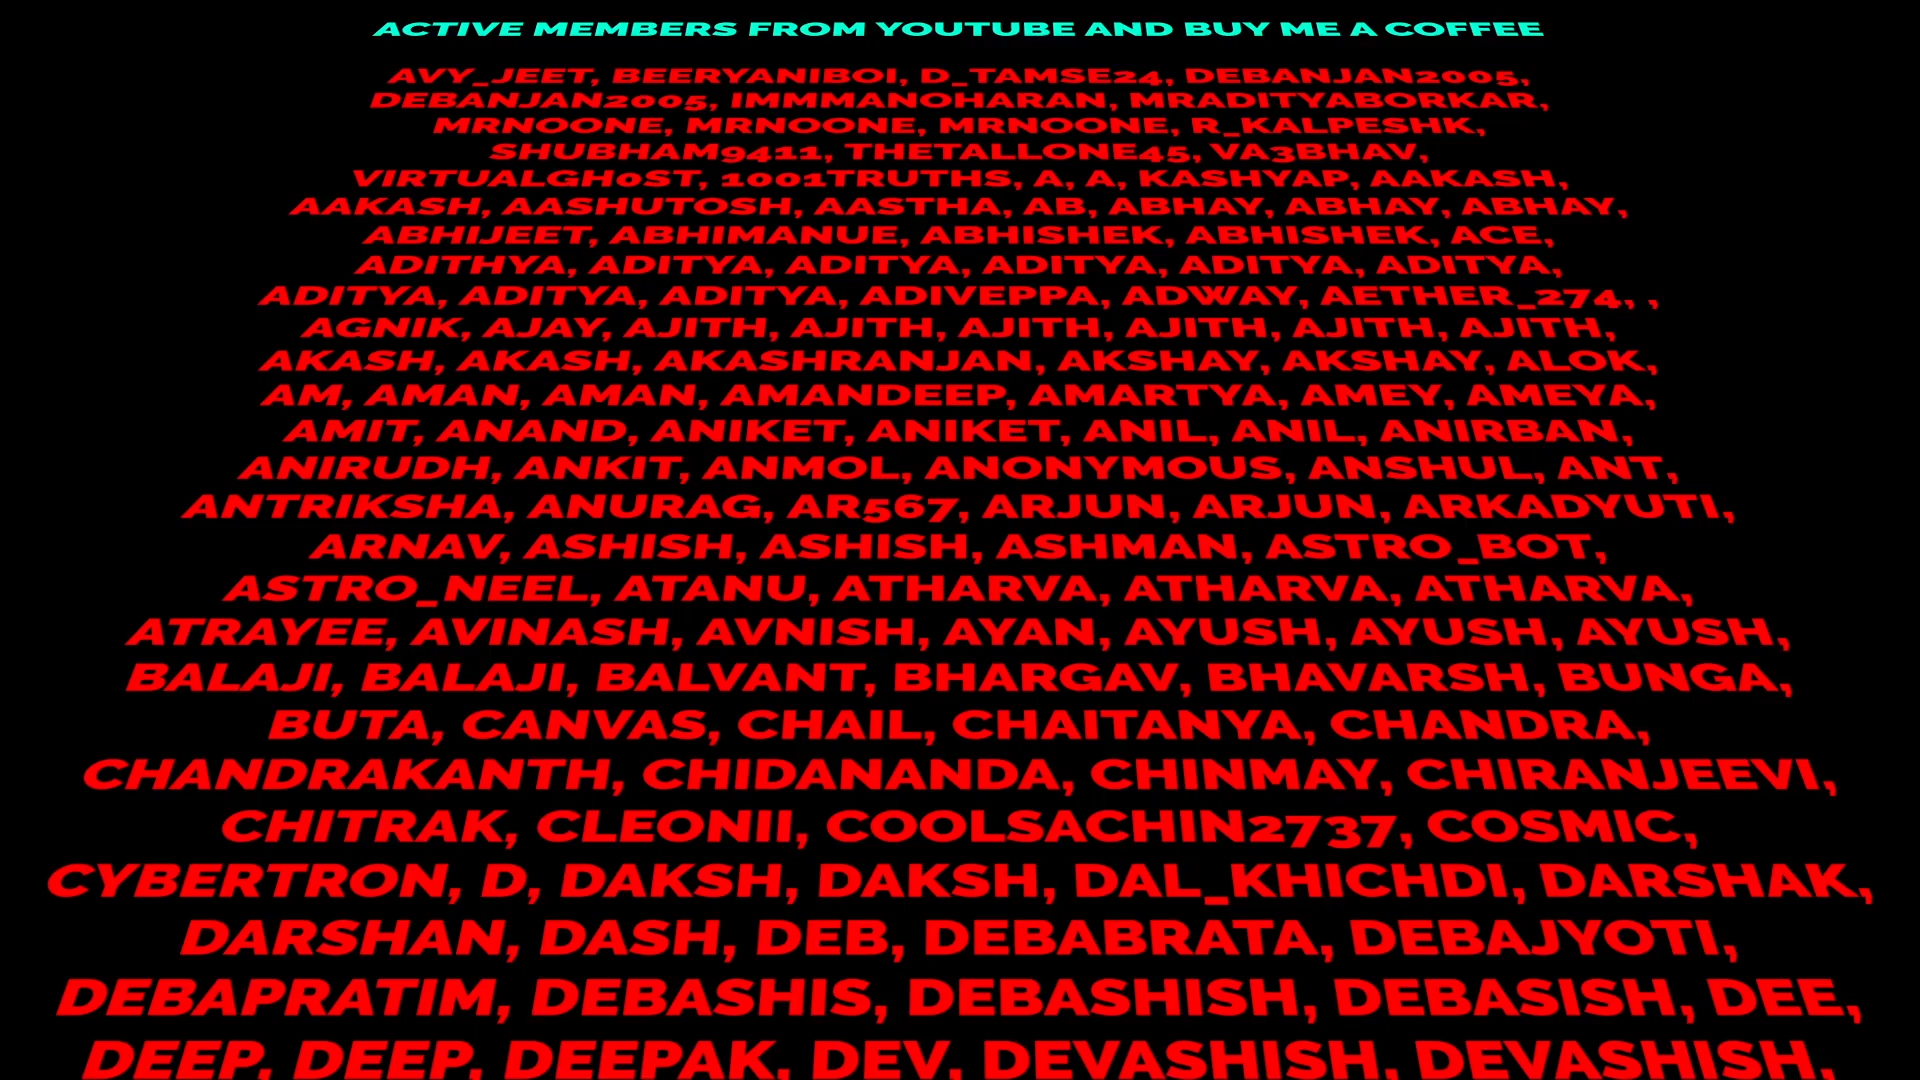 ACTIVE MEMBERS FROM YOUTUBE AND BUY ME A COFFEE
AVY_JEET, BEERYANIBOI, D_TAMSE24, DEBANJAN2005,
DEBANJAN2005, IMMMANOHARAN, MRADITYABORKAR,
MRNOONE, MRNOONE, MRNOONE, R_KALPESHK,
SHUBHAM9411, THETALLONE45, VA3BHAV,
VIRTUALGH0ST, 1001TRUTHS, A, A, KASHYAP, AAKASH,
AAKASH, AASHUTOSH, AASTHA, AB, ABHAY, ABHAY, ABHAY,
ABHIJEET, ABHIMANUE, ABHISHEK, ABHISHEK, ACE,
ADITHYA, ADITYA, ADITYA, ADITYA, ADITYA, ADITYA,
ADITYA, ADITYA, ADITYA, ADIVEPPA, ADWAY, AETHER_274, ,
AGNIK, AJAY, AJITH, AJITH, AJITH, AJITH, AJITH, AJITH,
AKASH, AKASH, AKASHRANJAN, AKSHAY, AKSHAY, ALOK,
AM, AMAN, AMAN, AMANDEEP, AMARTYA, AMEY, AMEYA,
AMIT, ANAND, ANIKET, ANIKET, ANIL, ANIL, ANIRBAN,
ANIRUDH, ANKIT, ANMOL, ANONYMOUS, ANSHUL, ANT,
ANTRIKSHA, ANURAG, AR567, ARJUN, ARJUN, ARKADYUTI,
ARNAV, ASHISH, ASHISH, ASHMAN, ASTRO_BOT,
ASTRO_NEEL, ATANU, ATHARVA, ATHARVA, ATHARVA,
ATRAYEE, AVINASH, AVNISH, AYAN, AYUSH, AYUSH, AYUSH,
BALAJI, BALAJI, BALVANT, BHARGAV, BHAVARSH, BUNGA,
BUTA, CANVAS, CHAIL, CHAITANYA, CHANDRA,
CHANDRAKANTH, CHIDANANDA, CHINMAY, CHIRANJEEVI,
CHITRAK, CLEONII, COOLSACHIN2737, COSMIC,
CYBERTRON, D, DAKSH, DAKSH, DAL_KHICHDI, DARSHAK,
DARSHAN, DASH, DEB, DEBABRATA, DEBAJYOTI,
DEBAPRATIM, DEBASHIS, DEBASHISH, DEBASISH, DEE,
DEEP, DEEP, DEEPAK, DEV, DEVASHISH, DEVASHISH,